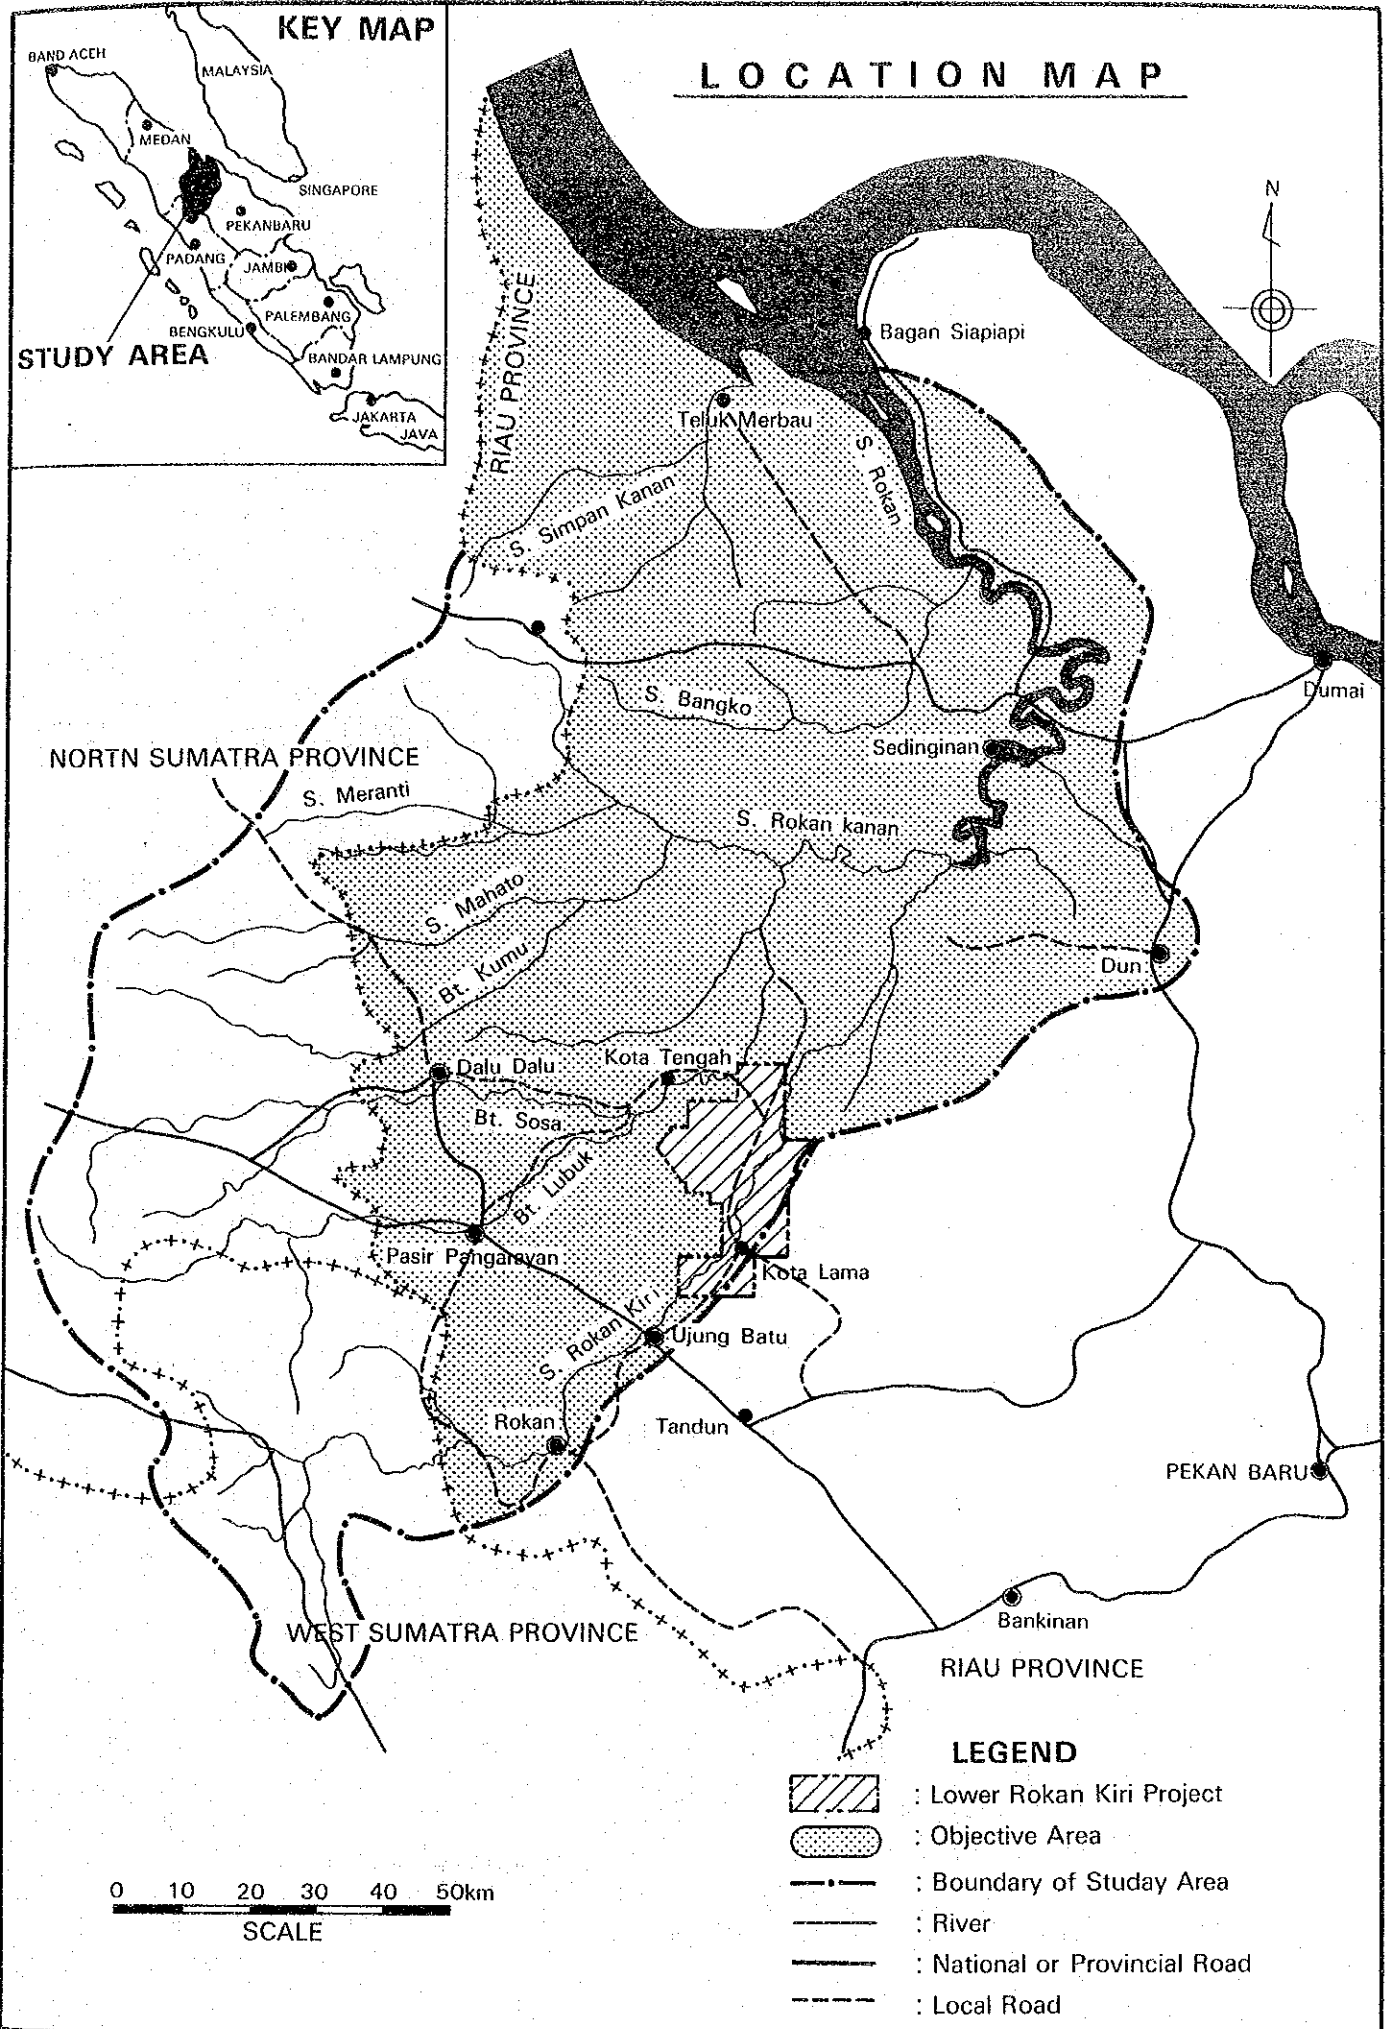 KEY MAP
BAND ACEH
MALAYSIA
MEDAN
SINGAPORE
PEKANBARU
PADANG
JAMBI
PALEMBANG
BENGKULU
STUDY AREA
BANDAR LAMPUNG
JAKARTA
JAVA
LOCATION MAP
N
RIAU PROVINCE
Bagan Siapiapi
Teluk Merbau
S. Rokan
S. Simpan Kanan
Dumai
S. Bangko
Sedinginan
NORTN SUMATRA PROVINCE
S. Meranti
S. Rokan kanan
S. Mahato
Bt. Kumu
Dun
Dalu Dalu
Kota Tengah
Bt. Sosa
Bt. Lubuk
Pasir Pangarayan
Kota Lama
S. Rokan Kiri
Ujung Batu
Rokan
Tandun
PEKAN BARU
Bankinan
WEST SUMATRA PROVINCE
RIAU PROVINCE
LEGEND
: Lower Rokan Kiri Project
: Objective Area
: Boundary of Studay Area
: River
: National or Provincial Road
: Local Road
0 10 20 30 40 50km
SCALE